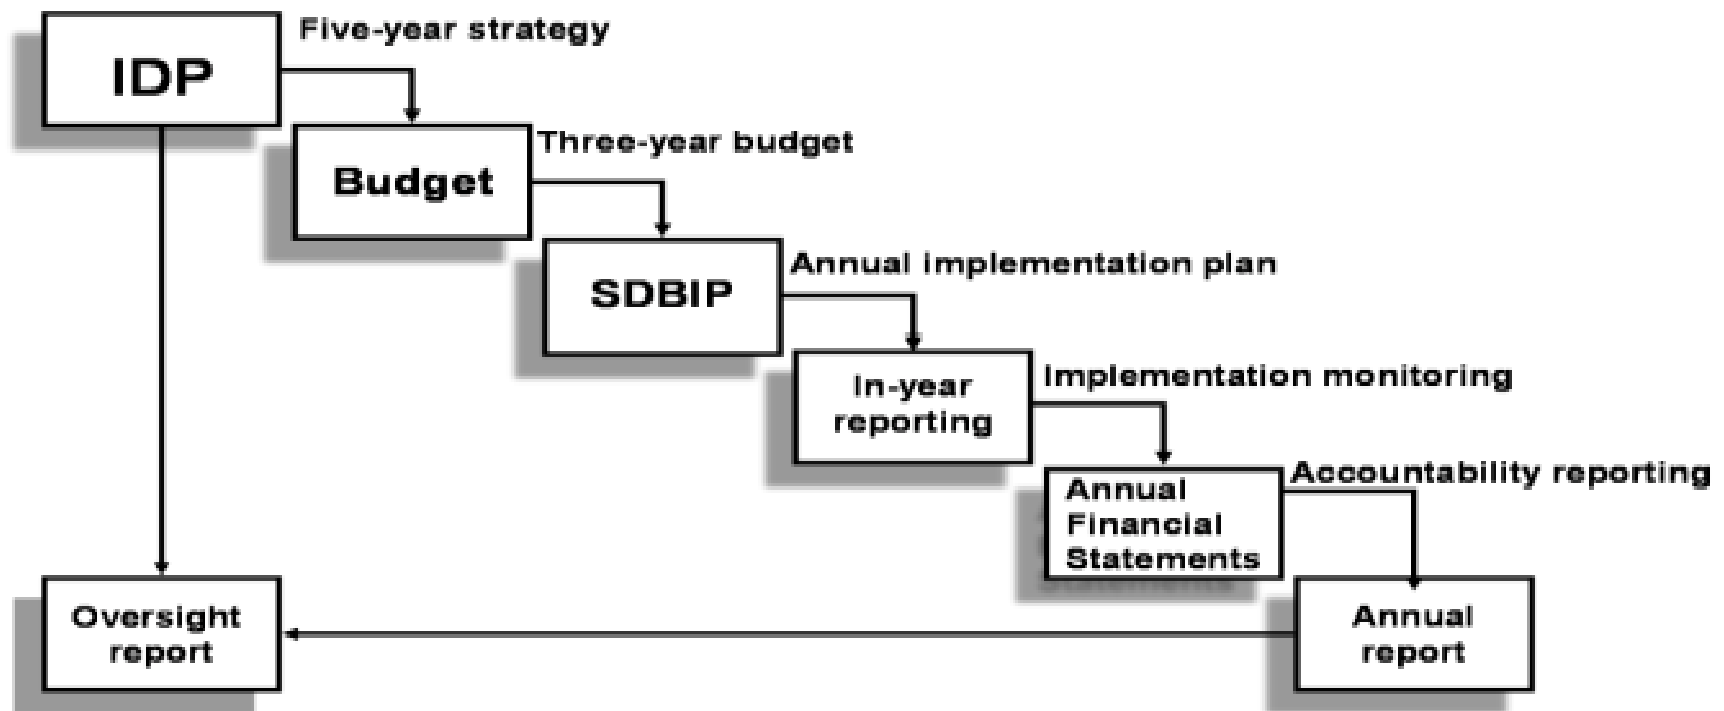 Five-year strategy
IDP
Three-year budget
Budget
Annual implementation plan
SDBIP
Implementation monitoring
In-year
reporting
Accountability reporting
Annual
Financial
Statements
Oversight
report
Annual
report